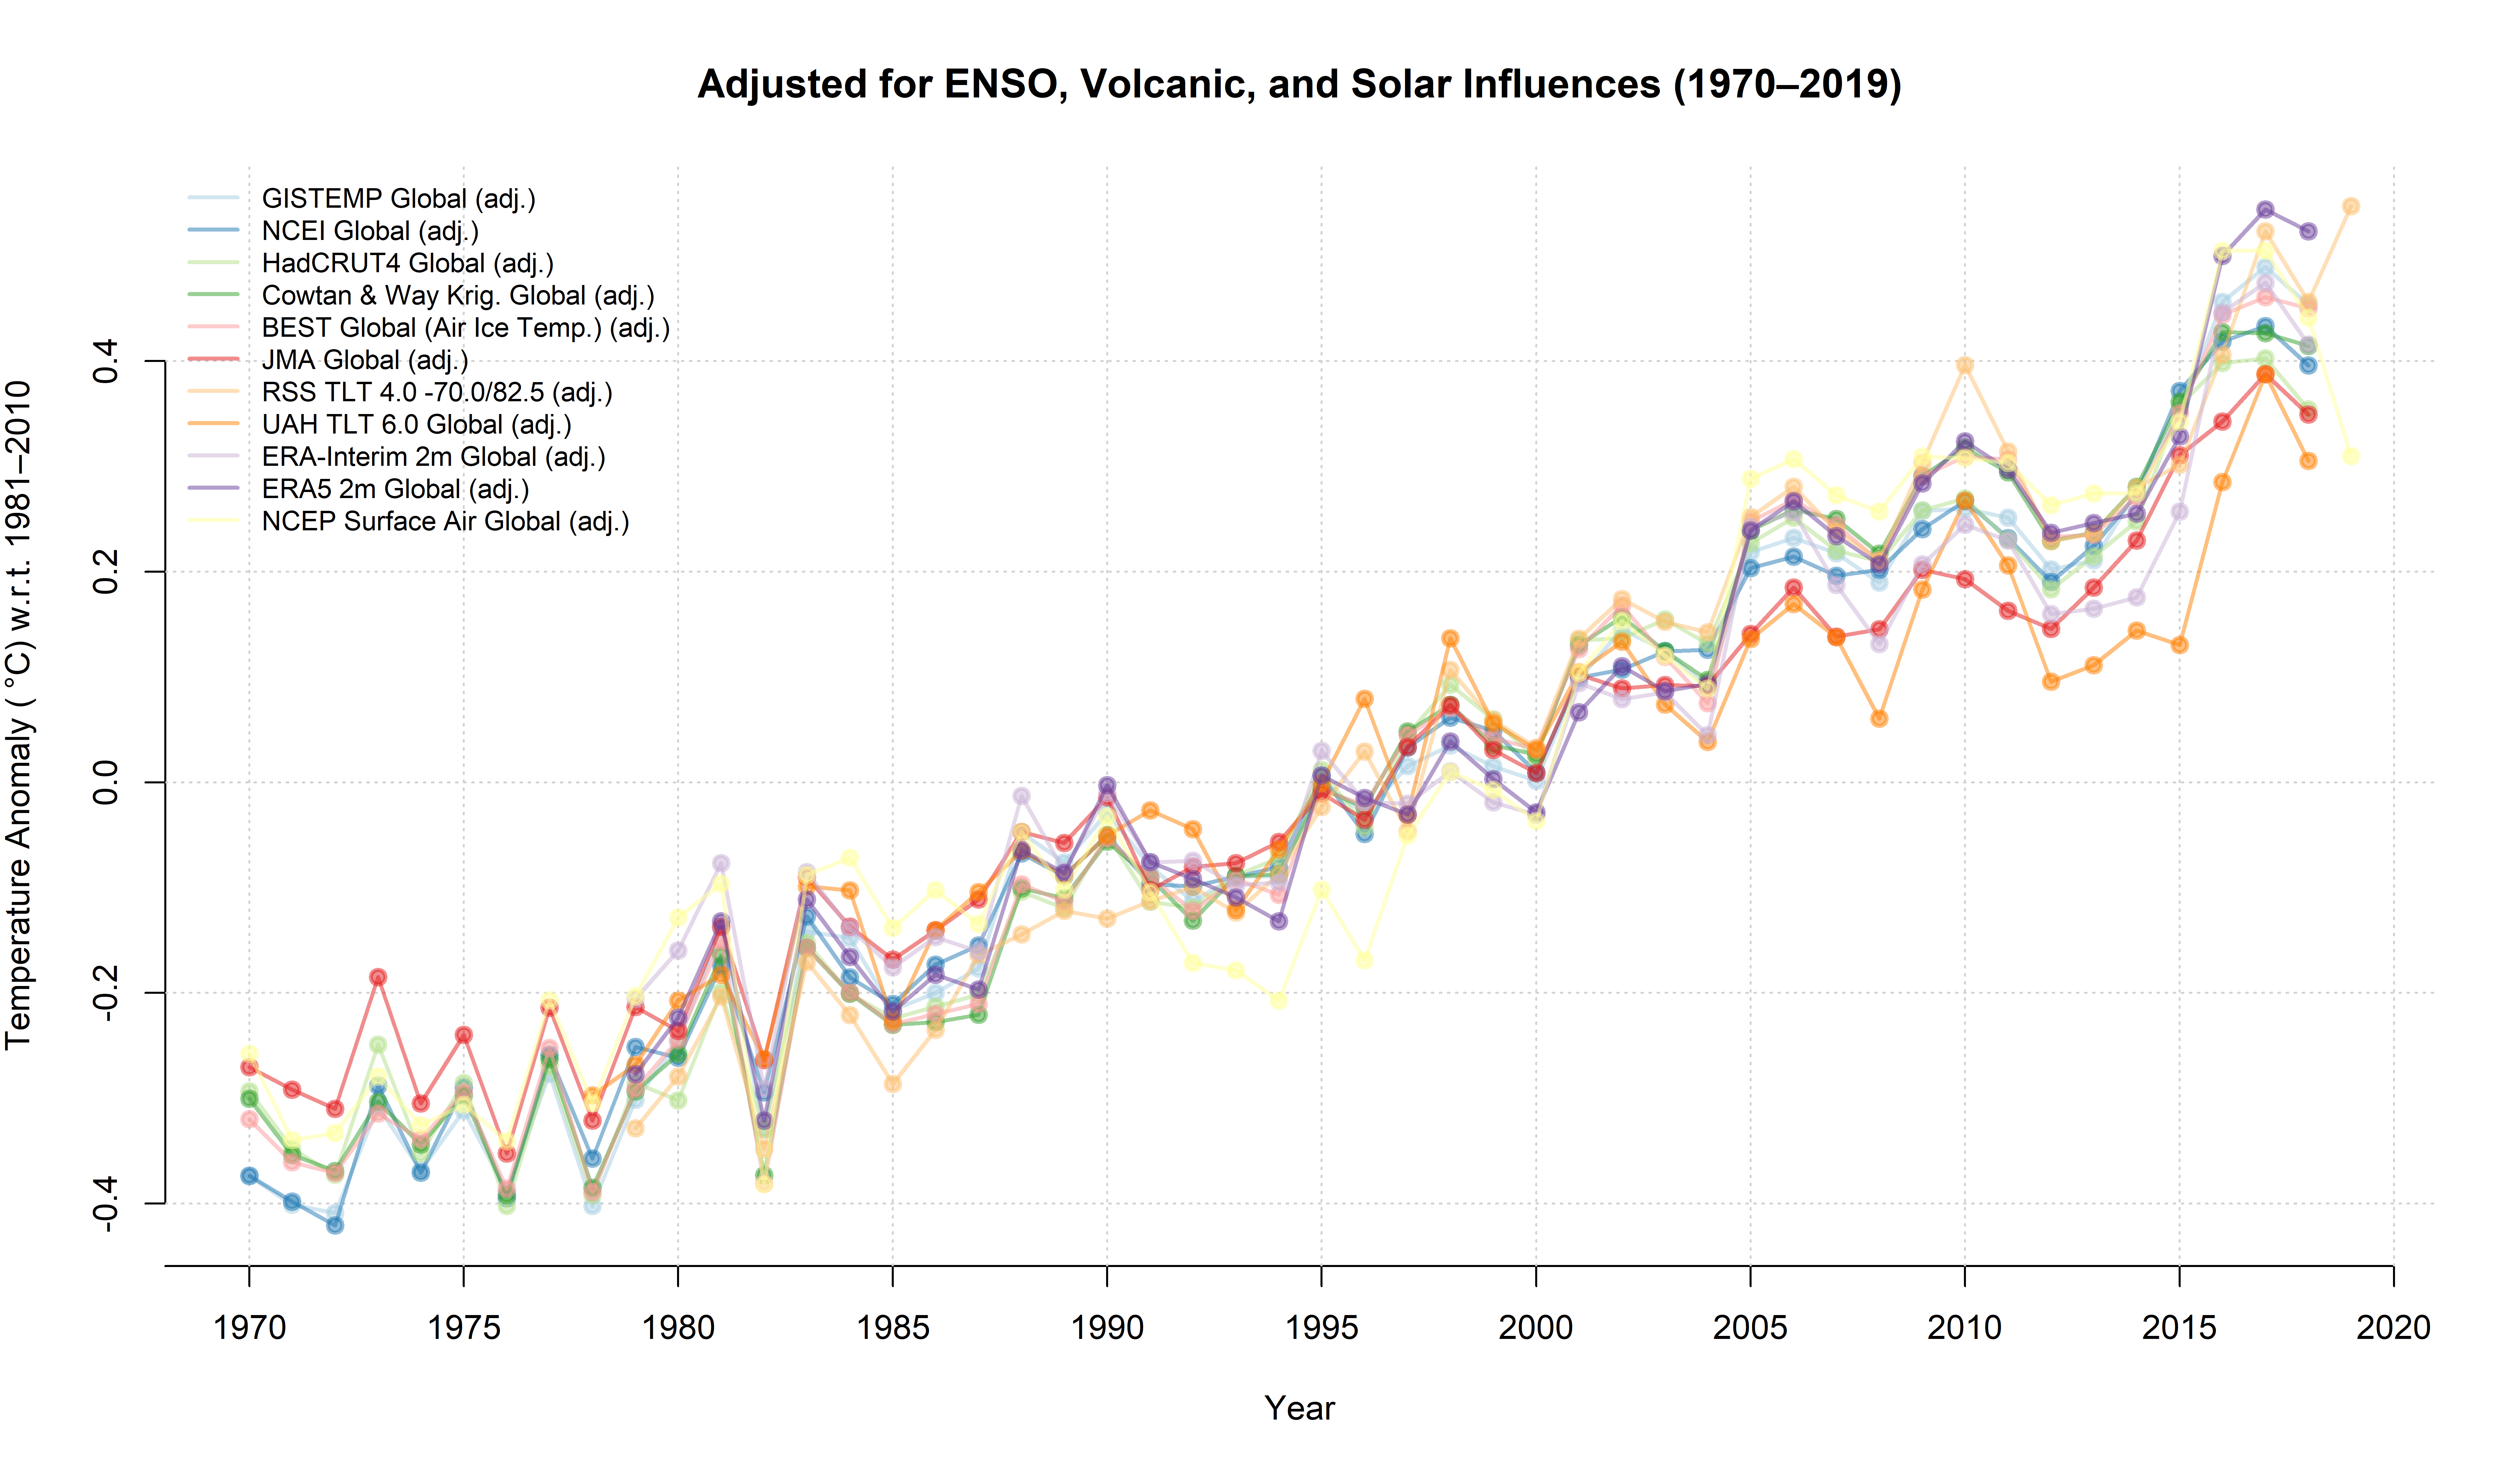 Adjusted for ENSO, Volcanic, and Solar Influences (1970–2019)
GISTEMP Global (adj.)
NCEI Global (adj.)
HadCRUT4 Global (adj.)
Cowtan & Way Krig. Global (adj.)
BEST Global (Air Ice Temp.) (adj.)
JMA Global (adj.)
RSS TLT 4.0 -70.0/82.5 (adj.)
UAH TLT 6.0 Global (adj.)
ERA-Interim 2m Global (adj.)
ERA5 2m Global (adj.)
NCEP Surface Air Global (adj.)
Temperature Anomaly ( °C) w.r.t. 1981–2010
0.4
0.2
0.0
-0.2
-0.4
1970 1975 1980 1985 1990 1995 2000 2005 2010 2015 2020
Year